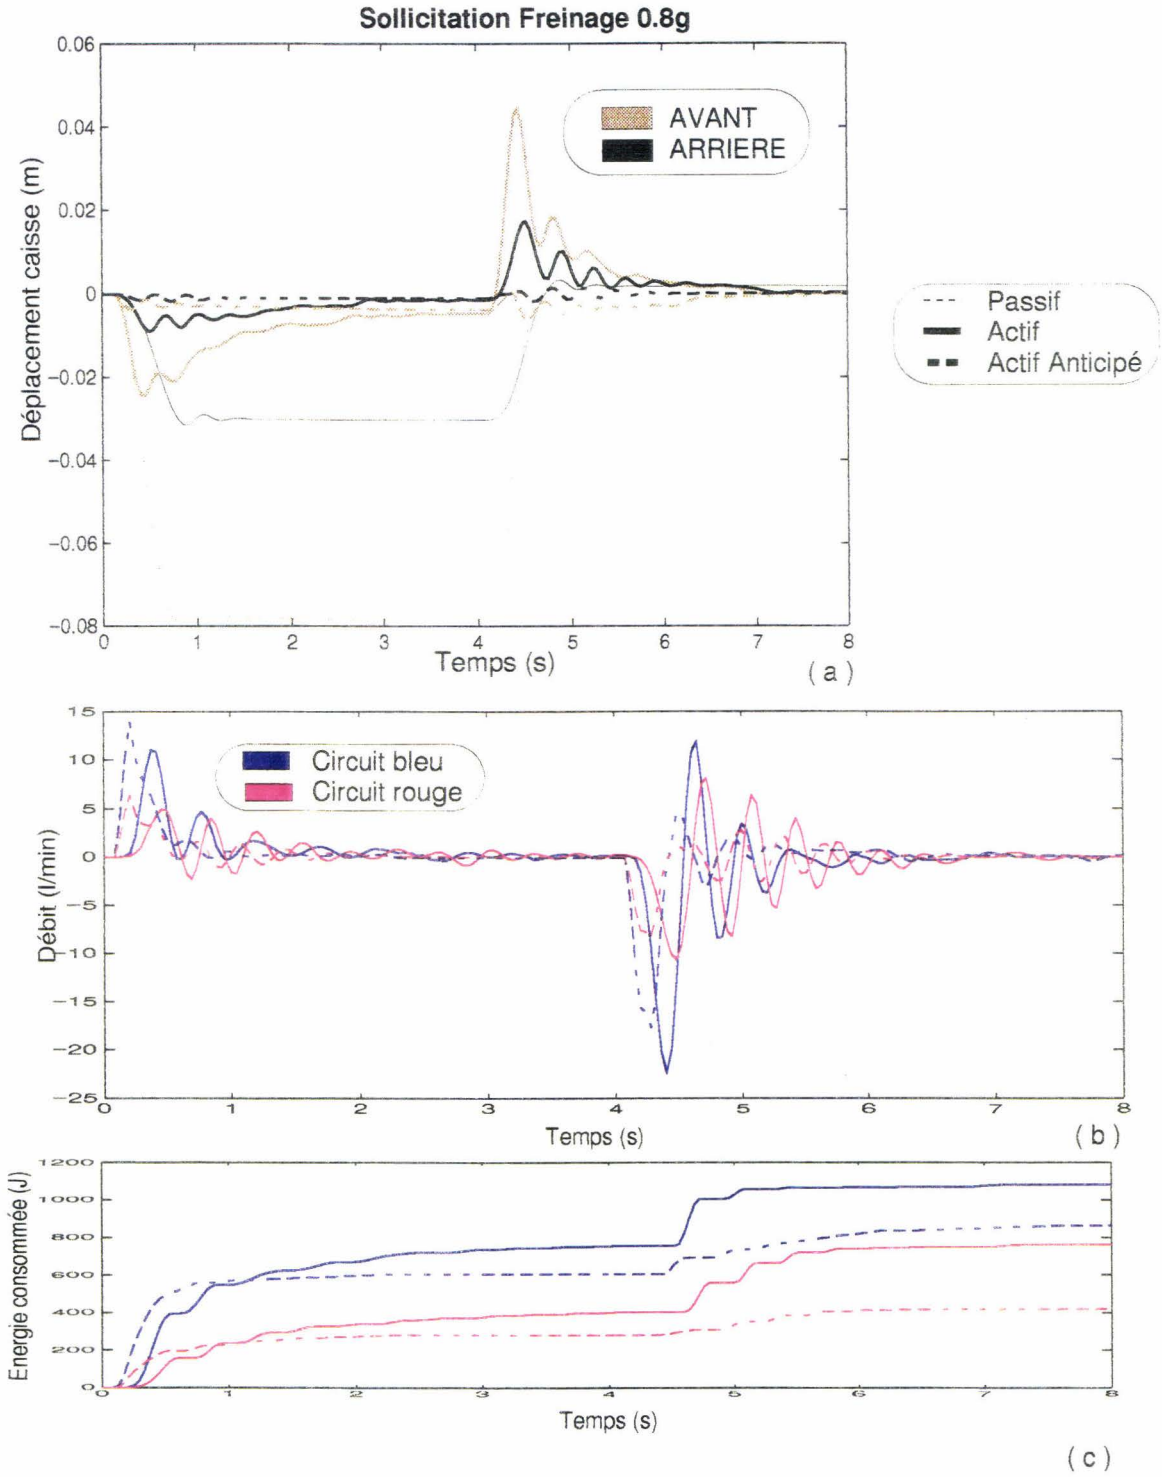 Sollicitation Freinage 0.8g
0.06
0.04
0.02
0
−0.02
−0.04
−0.06
−0.08
Déplacement caisse (m)
AVANT
ARRIERE
Passif
Actif
Actif Anticipé
0 1 2 3 4 5 6 7 8
Temps (s)
( a )
15
10
5
0
−5
−10
−15
−20
−25
Débit (l/min)
Circuit bleu
Circuit rouge
0 1 2 3 4 5 6 7 8
Temps (s)
( b )
1200
1000
800
600
400
200
0
Energie consommée (J)
0 1 2 3 4 5 6 7 8
Temps (s)
( c )